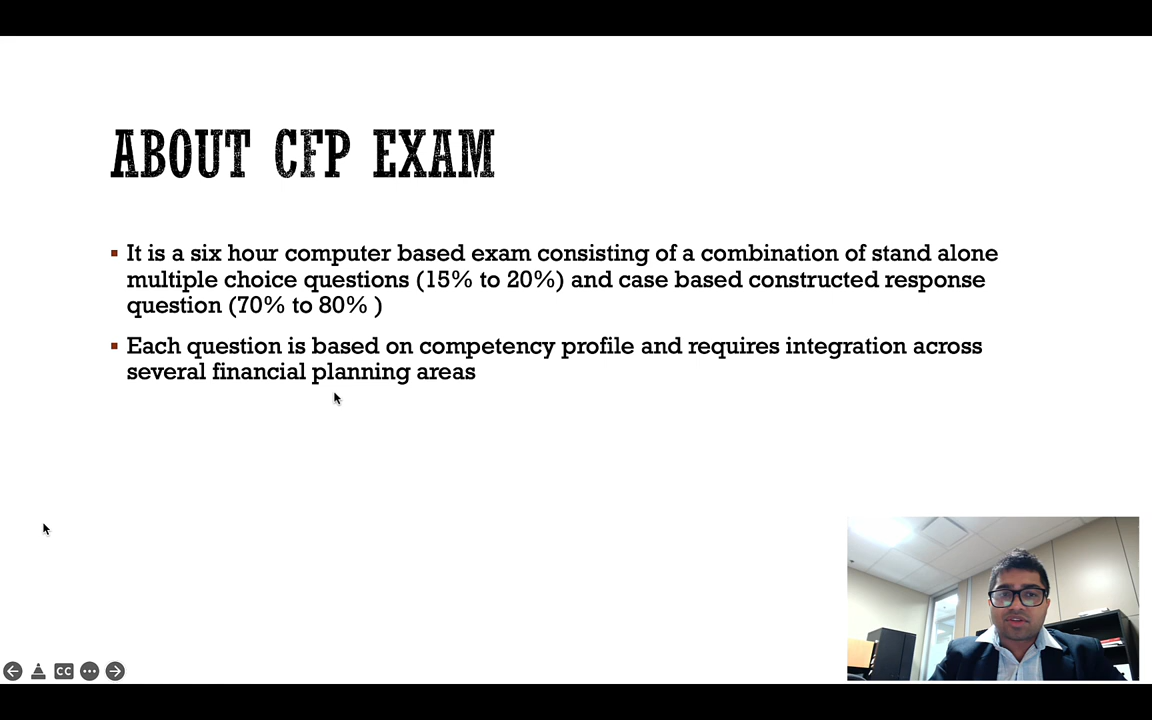 ABOUT CFP EXAM
It is a six hour computer based exam consisting of a combination of stand alone
multiple choice questions (15% to 20%) and case based constructed response
question (70% to 80% )
Each question is based on competency profile and requires integration across
several financial planning areas
CC